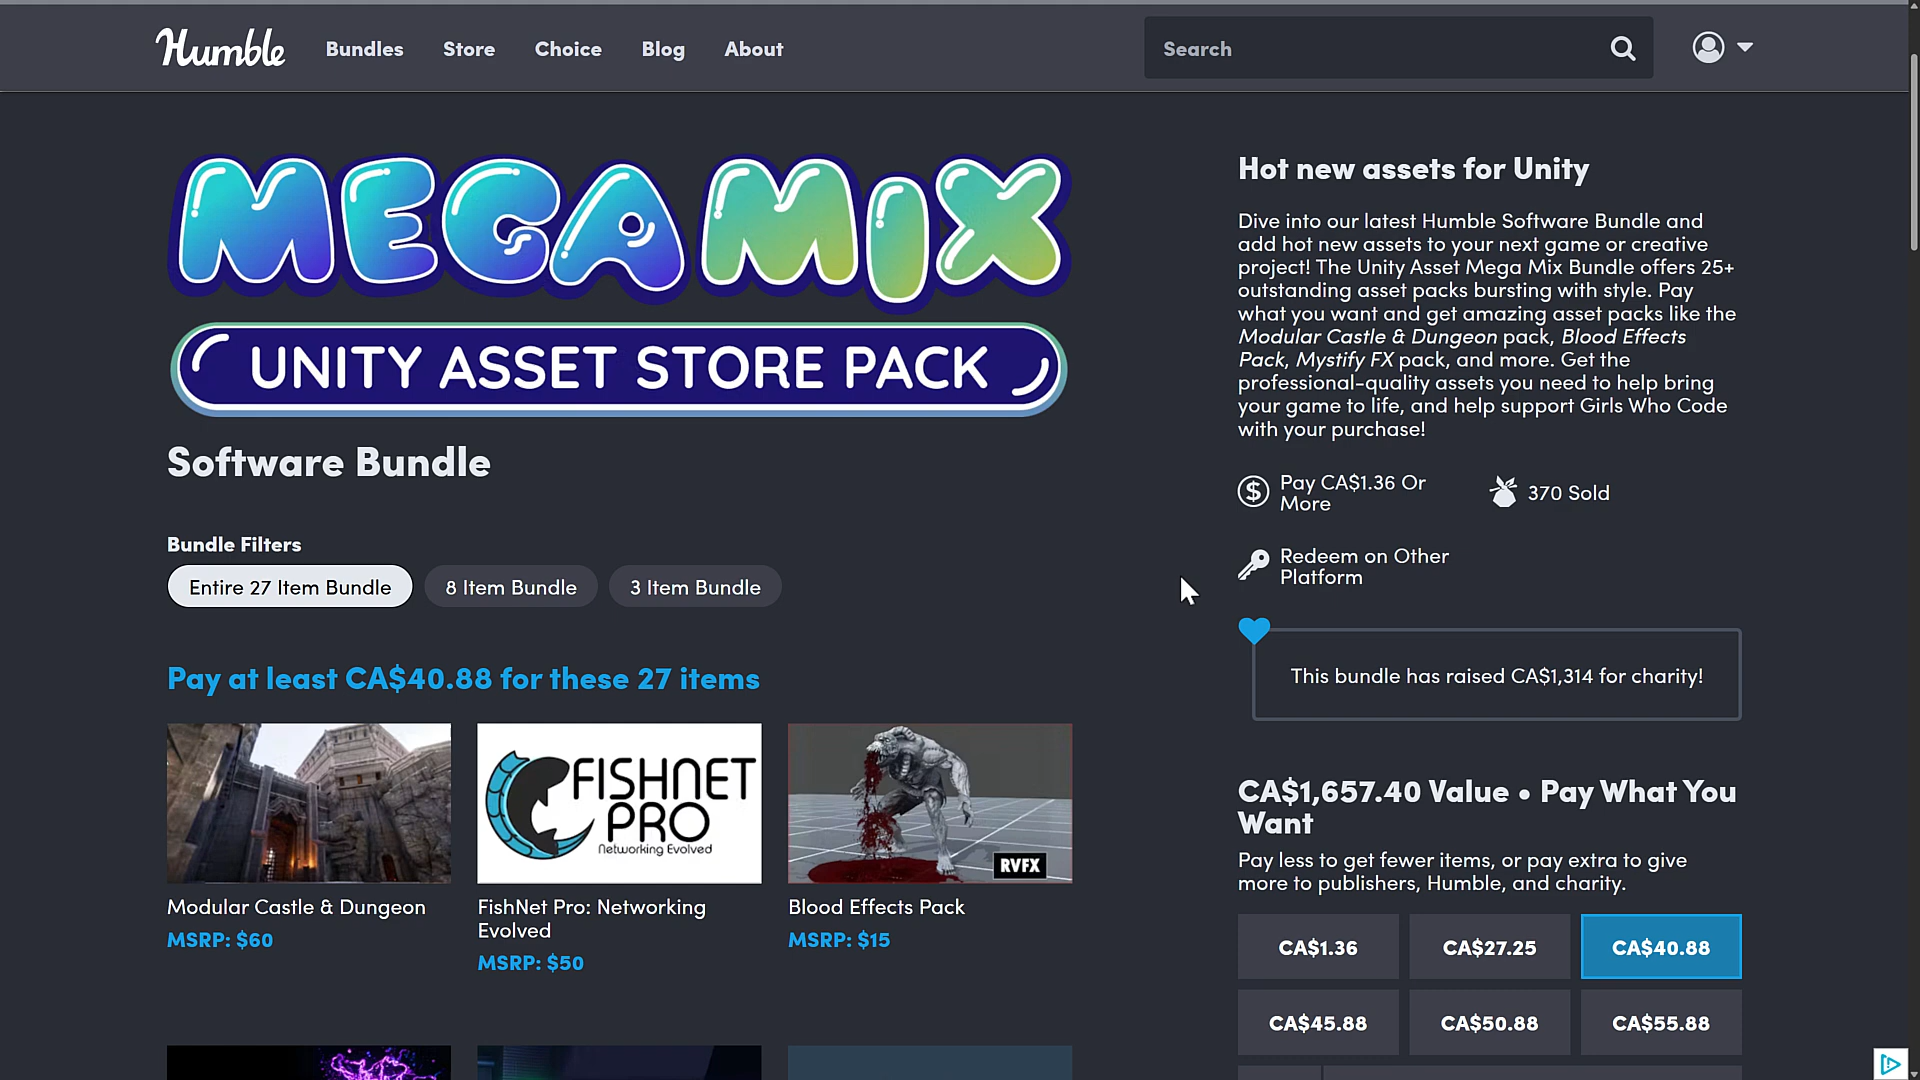 Humble
Bundles
Store
Choice
Blog
About
Search
MEGA MIX
UNITY ASSET STORE PACK
Software Bundle
Bundle Filters
Entire 27 Item Bundle
8 Item Bundle
3 Item Bundle
Pay at least CA$40.88 for these 27 items
FISHNET
PRO
Networking Evolved
RVFX
Modular Castle & Dungeon
MSRP: $60
FishNet Pro: Networking
Evolved
MSRP: $50
Blood Effects Pack
MSRP: $15
Hot new assets for Unity
Dive into our latest Humble Software Bundle and
add hot new assets to your next game or creative
project! The Unity Asset Mega Mix Bundle offers 25+
outstanding asset packs bursting with style. Pay
what you want and get amazing asset packs like the
Modular Castle & Dungeon pack, Blood Effects
Pack, Mystify FX pack, and more. Get the
professional-quality assets you need to help bring
your game to life, and help support Girls Who Code
with your purchase!
Pay CA$1.36 Or
More
370 Sold
Redeem on Other
Platform
This bundle has raised CA$1,314 for charity!
CA$1,657.40 Value • Pay What You
Want
Pay less to get fewer items, or pay extra to give
more to publishers, Humble, and charity.
CA$1.36
CA$27.25
CA$40.88
CA$45.88
CA$50.88
CA$55.88